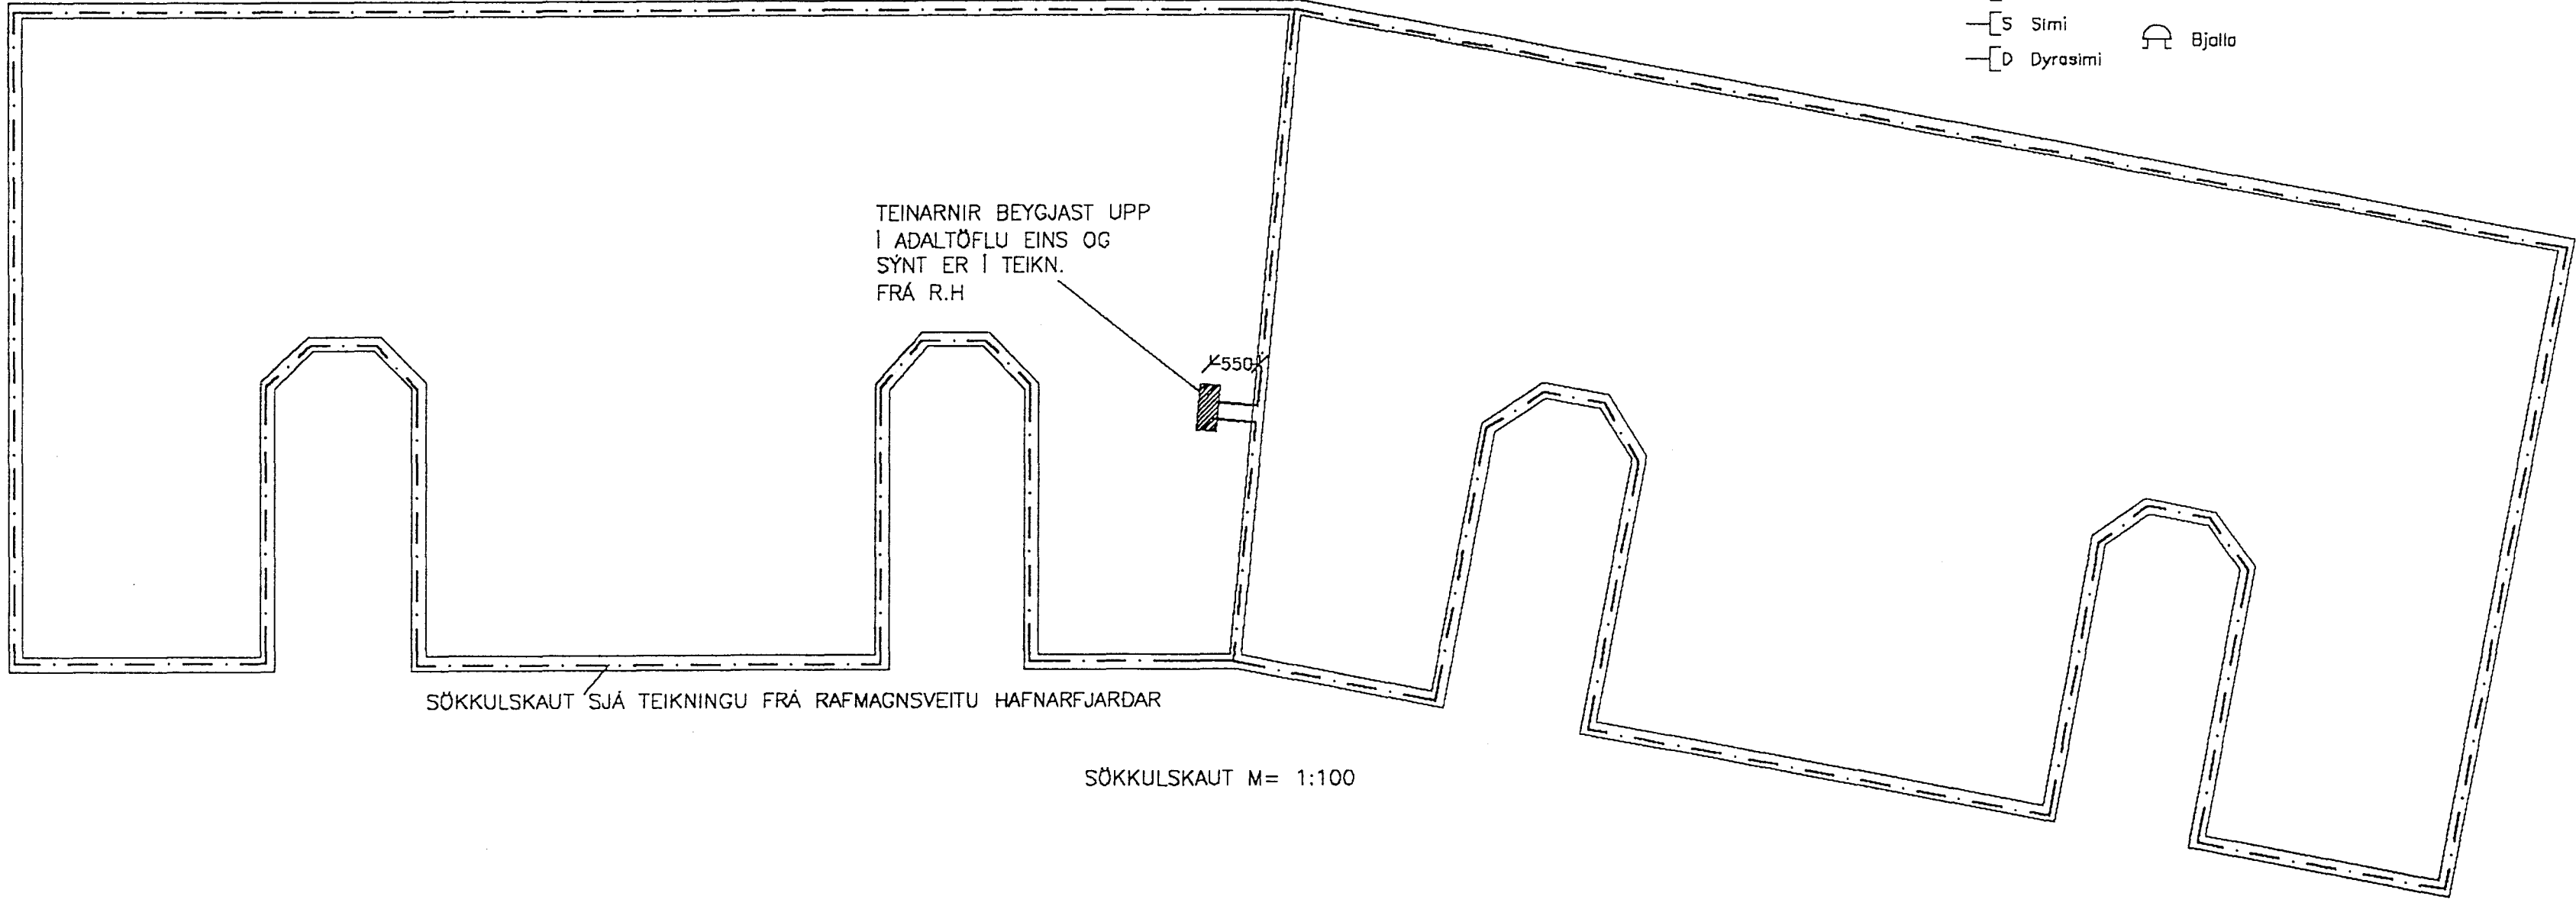 S Simi
Bjalla
D Dyrasimi
TEINARNIR BEYGJAST UPP
Í AÐALTÖFLU EINS OG
SÝNT ER Í TEIKN.
FRÁ R.H
550
SÖKKULSKAUT SJÁ TEIKNINGU FRÁ RAFMAGNSVEITU HAFNARFJARÐAR
SÖKKULSKAUT M= 1:100